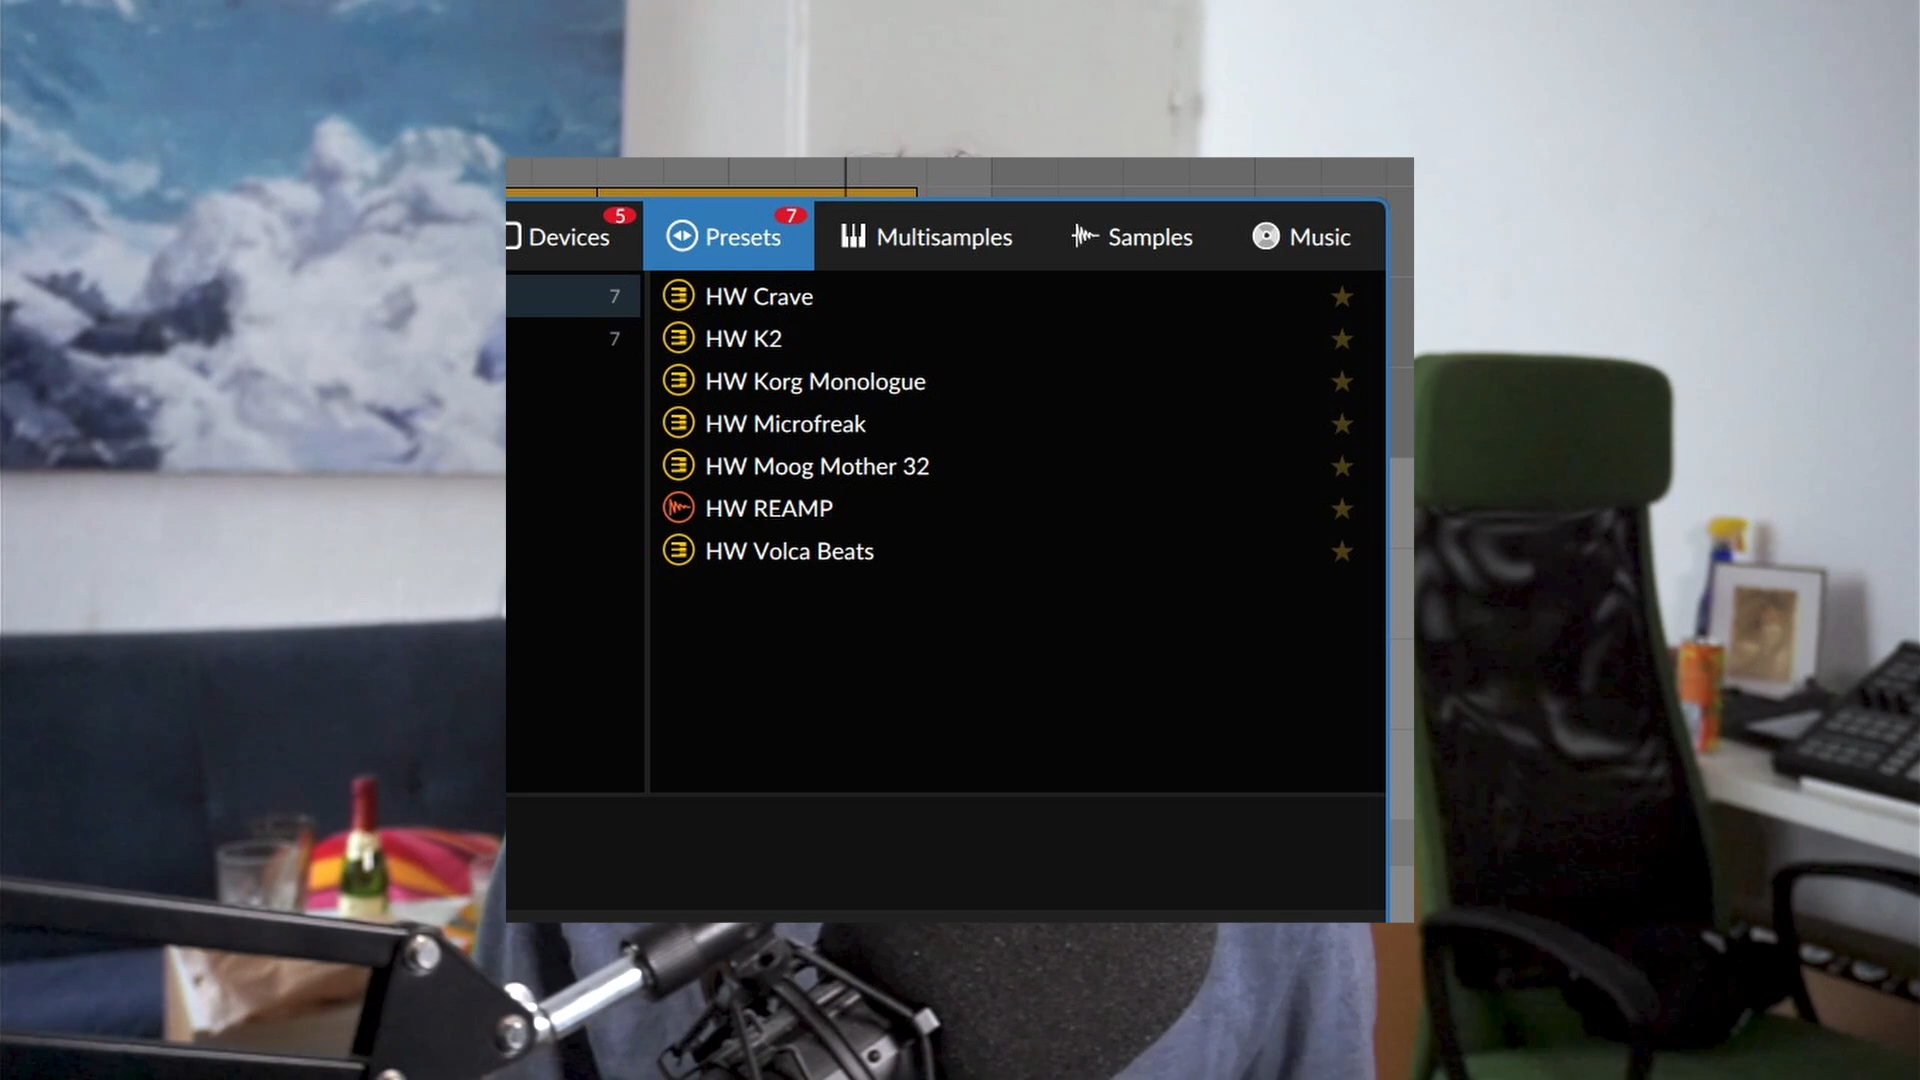 Devices 5 Presets 7 Multisamples Samples Music
7 HW Crave
7 HW K2
HW Korg Monologue
HW Microfreak
HW Moog Mother 32
HW REAMP
HW Volca Beats